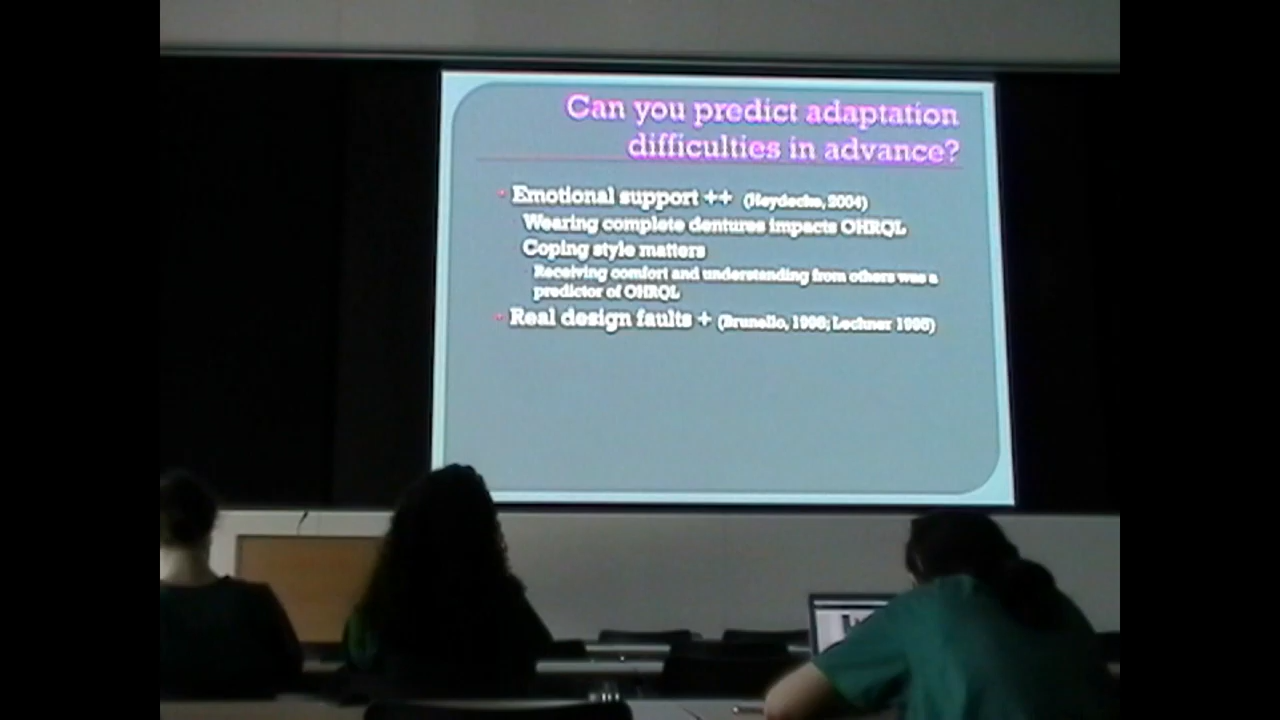 Can you predict adaptation
difficulties in advance?
Emotional support ++ (Heydecke, 2004)
Wearing complete dentures impacts OHRQL
Coping style matters
Receiving comfort and understanding from others was a
predictor of OHRQL
Real design faults + (Brunello, 1998; Lechner 1995)